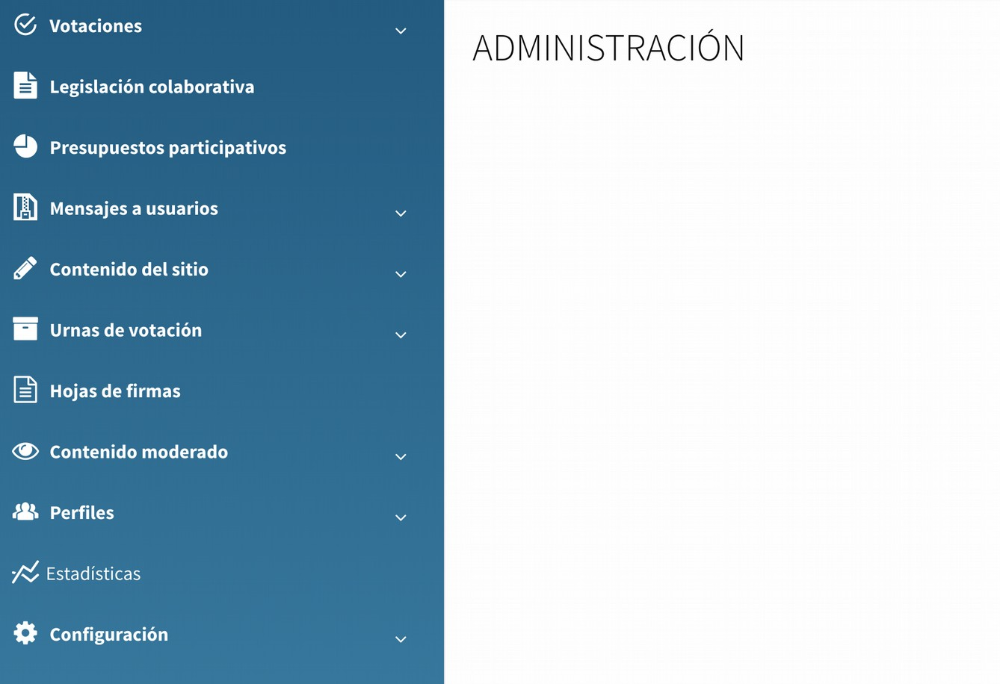 Votaciones
Legislación colaborativa
Presupuestos participativos
Mensajes a usuarios
Contenido del sitio
Urnas de votación
Hojas de firmas
Contenido moderado
Perfiles
Estadísticas
Configuración
ADMINISTRACIÓN